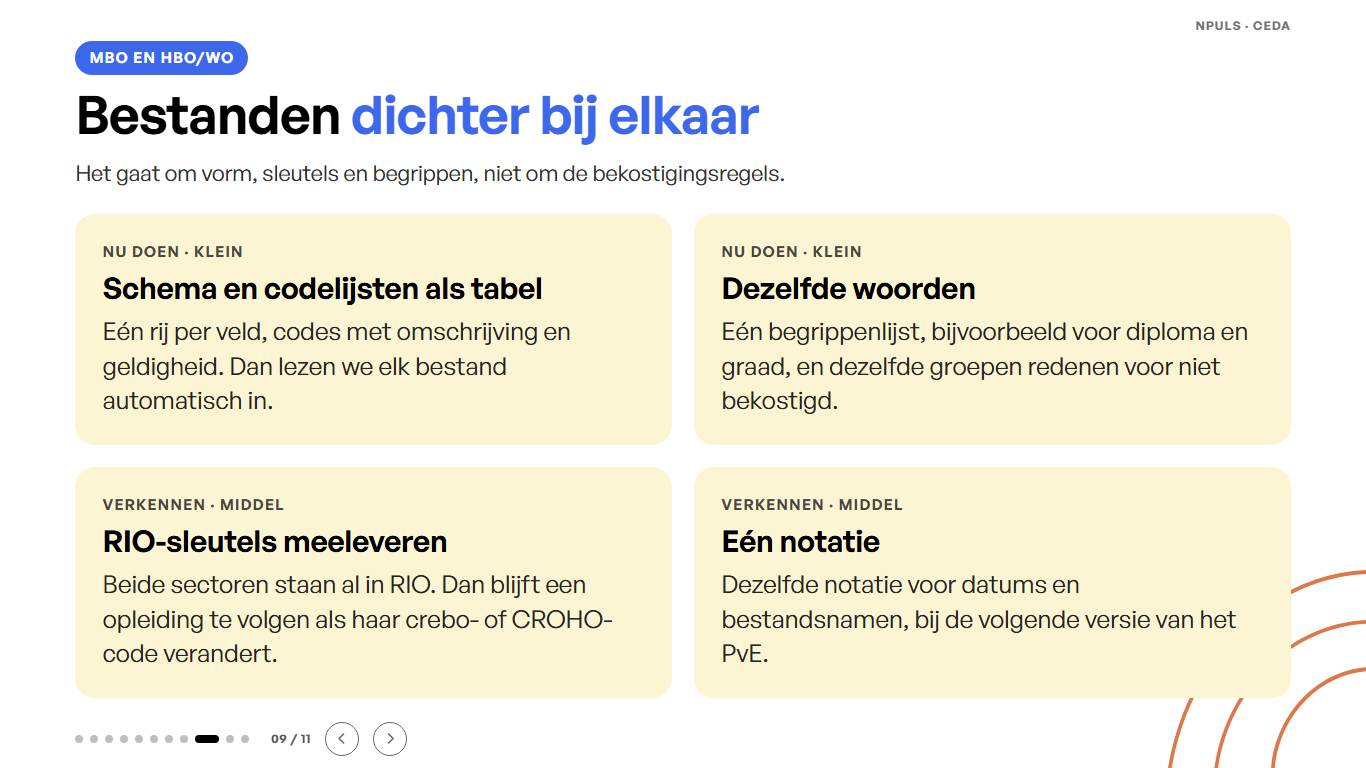 NPULS · CEDA
MBO EN HBO/WO
Bestanden dichter bij elkaar
Het gaat om vorm, sleutels en begrippen, niet om de bekostigingsregels.
NU DOEN · KLEIN
Schema en codelijsten als tabel
Eén rij per veld, codes met omschrijving en
geldigheid. Dan lezen we elk bestand
automatisch in.
NU DOEN · KLEIN
Dezelfde woorden
Eén begrippenlijst, bijvoorbeeld voor diploma en
graad, en dezelfde groepen redenen voor niet
bekostigd.
VERKENNEN · MIDDEL
RIO-sleutels meeleveren
Beide sectoren staan al in RIO. Dan blijft een
opleiding te volgen als haar crebo- of CROHO-
code verandert.
VERKENNEN · MIDDEL
Eén notatie
Dezelfde notatie voor datums en
bestandsnamen, bij de volgende versie van het
PvE.
09 / 11